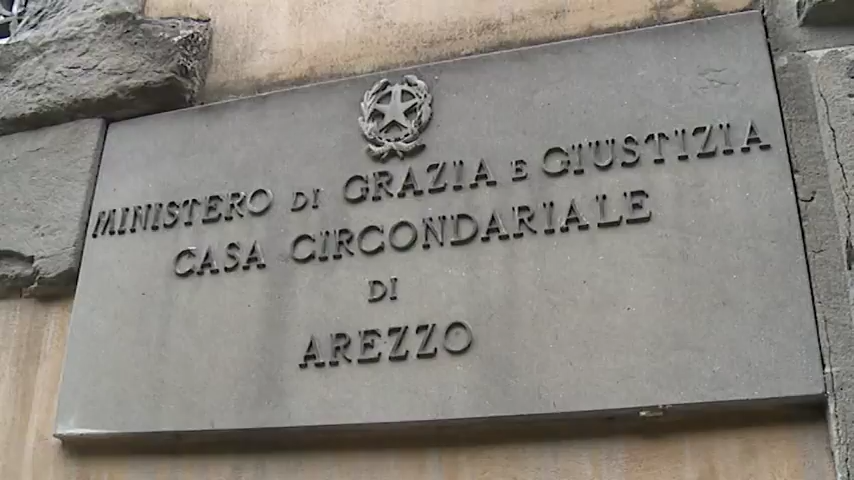 MINISTERO DI GRAZIA E GIUSTIZIA
CASA CIRCONDARIALE
DI
AREZZO